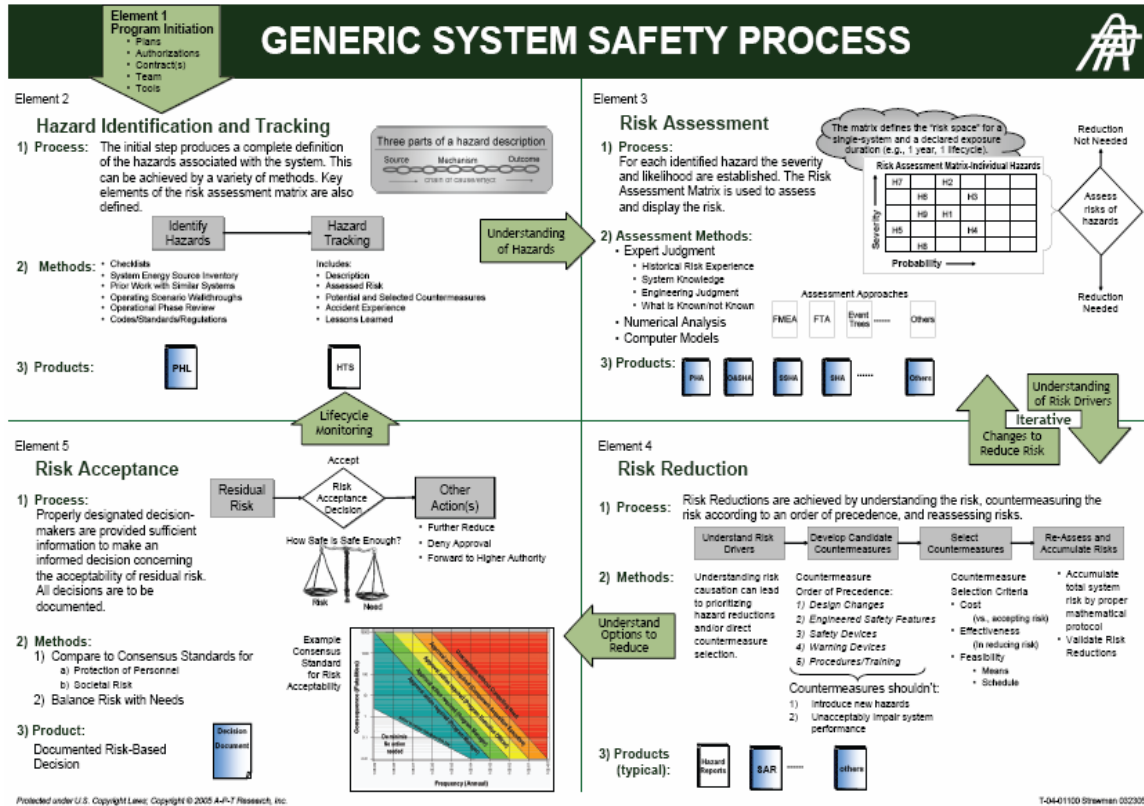 Element 1
Program Initiation
• Plans
• Authorizations
• Contract(s)
• Team
• Tools
GENERIC SYSTEM SAFETY PROCESS
Element 2
Hazard Identification and Tracking
1) Process: The initial step produces a complete definition
of the hazards associated with the system. This
can be achieved by a variety of methods. Key
elements of the risk assessment matrix are also
defined.
Three parts of a hazard description
Source Mechanism Outcome
chain of cause/effect
Identify
Hazards
Hazard
Tracking
2) Methods:
• Checklists
• System Energy Source Inventory
• Prior Work with Similar Systems
• Operating Scenario Walkthroughs
• Operational Phase Review
• Codes/Standards/Regulations
Includes:
• Description
• Assessed Risk
• Potential and Selected Countermeasures
• Accident Experience
• Lessons Learned
3) Products:
PHL
HTS
Understanding
of Hazards
Element 3
Risk Assessment
1) Process:
For each identified hazard the severity
and likelihood are established. The Risk
Assessment Matrix is used to assess
and display the risk.
The matrix defines the "risk space" for a
single-system and a declared exposure
duration (e.g., 1 year, 1 lifecycle).
Risk Assessment Matrix-Individual Hazards
H7 H2
H6 H3
H9 H1
H5 H4
H8
Severity
Probability
Reduction
Not Needed
Assess
risks of
hazards
Reduction
Needed
2) Assessment Methods:
• Expert Judgment
• Historical Risk Experience
• System Knowledge
• Engineering Judgment
• What is Known/not Known
• Numerical Analysis
• Computer Models
Assessment Approaches
FMEA
FTA
Event
Trees
......
Others
3) Products:
PHA
O&SHA
SSHA
SHA
......
Others
Understanding
of Risk Drivers
Iterative
Changes to
Reduce Risk
Lifecycle
Monitoring
Element 5
Risk Acceptance
1) Process:
Properly designated decision-
makers are provided sufficient
information to make an
informed decision concerning
the acceptability of residual risk.
All decisions are to be
documented.
Accept
Residual
Risk
Risk
Acceptance
Decision
Other
Action(s)
• Further Reduce
• Deny Approval
• Forward to Higher Authority
How Safe is Safe Enough?
Risk
Need
2) Methods:
1) Compare to Consensus Standards for
a) Protection of Personnel
b) Societal Risk
2) Balance Risk with Needs
Example
Consensus
Standard
for Risk
Acceptability
Consequence (Fatalities)
De minimis
No action
needed
Frequency (Annual)
3) Product:
Documented Risk-Based
Decision
Decision
Document
Understand
Options to
Reduce
Element 4
Risk Reduction
1) Process: Risk Reductions are achieved by understanding the risk, countermeasuring the
risk according to an order of precedence, and reassessing risks.
Understand Risk
Drivers
Develop Candidate
Countermeasures
Select
Countermeasures
Re-Assess and
Accumulate Risks
2) Methods:
Understanding risk
causation can lead
to prioritizing
hazard reductions
and/or direct
countermeasure
selection.
Countermeasure
Order of Precedence:
1) Design Changes
2) Engineered Safety Features
3) Safety Devices
4) Warning Devices
5) Procedures/Training
Countermeasures shouldn't:
1) Introduce new hazards
2) Unacceptably impair system
performance
Countermeasure
Selection Criteria
• Cost
(vs., accepting risk)
• Effectiveness
(in reducing risk)
• Feasibility
• Means
• Schedule
• Accumulate
total system
risk by proper
mathematical
protocol
• Validate Risk
Reductions
3) Products
(typical):
Hazard
Reports
SAR
......
others
Protected under U.S. Copyright Laws; Copyright © 2005 A-P-T Research, Inc.
T-04-01100 Strawman 032305